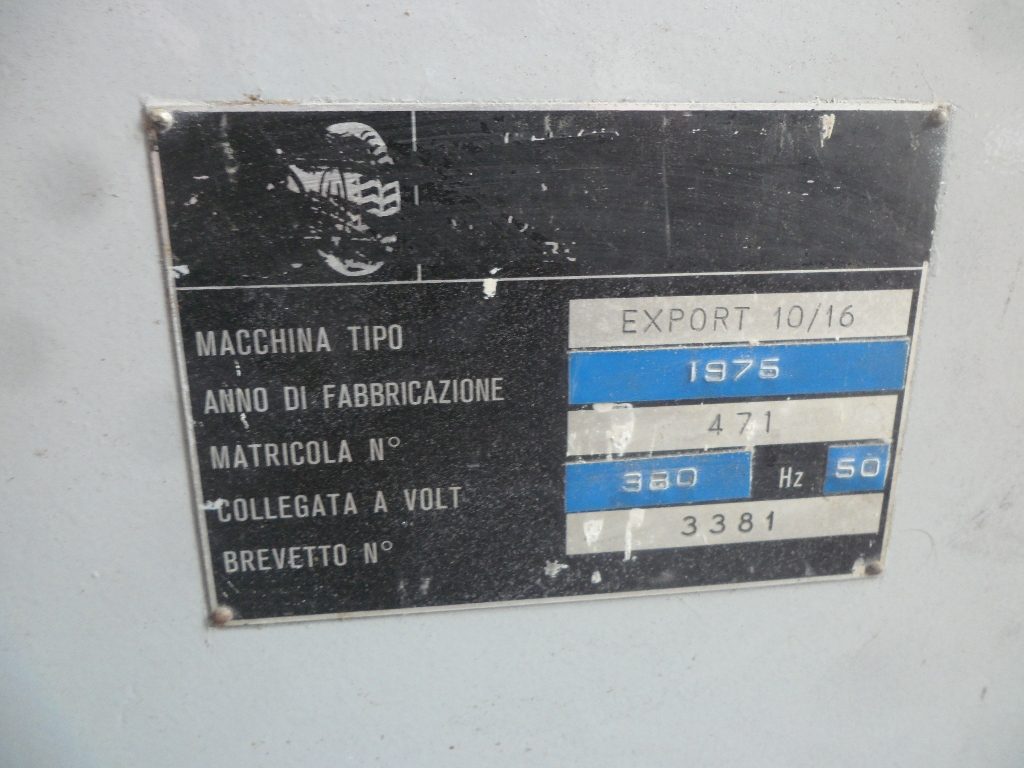 MACCHINA TIPO EXPORT 10/16
ANNO DI FABBRICAZIONE 1975
MATRICOLA N° 471
COLLEGATA A VOLT 380 Hz 50
BREVETTO N° 3381